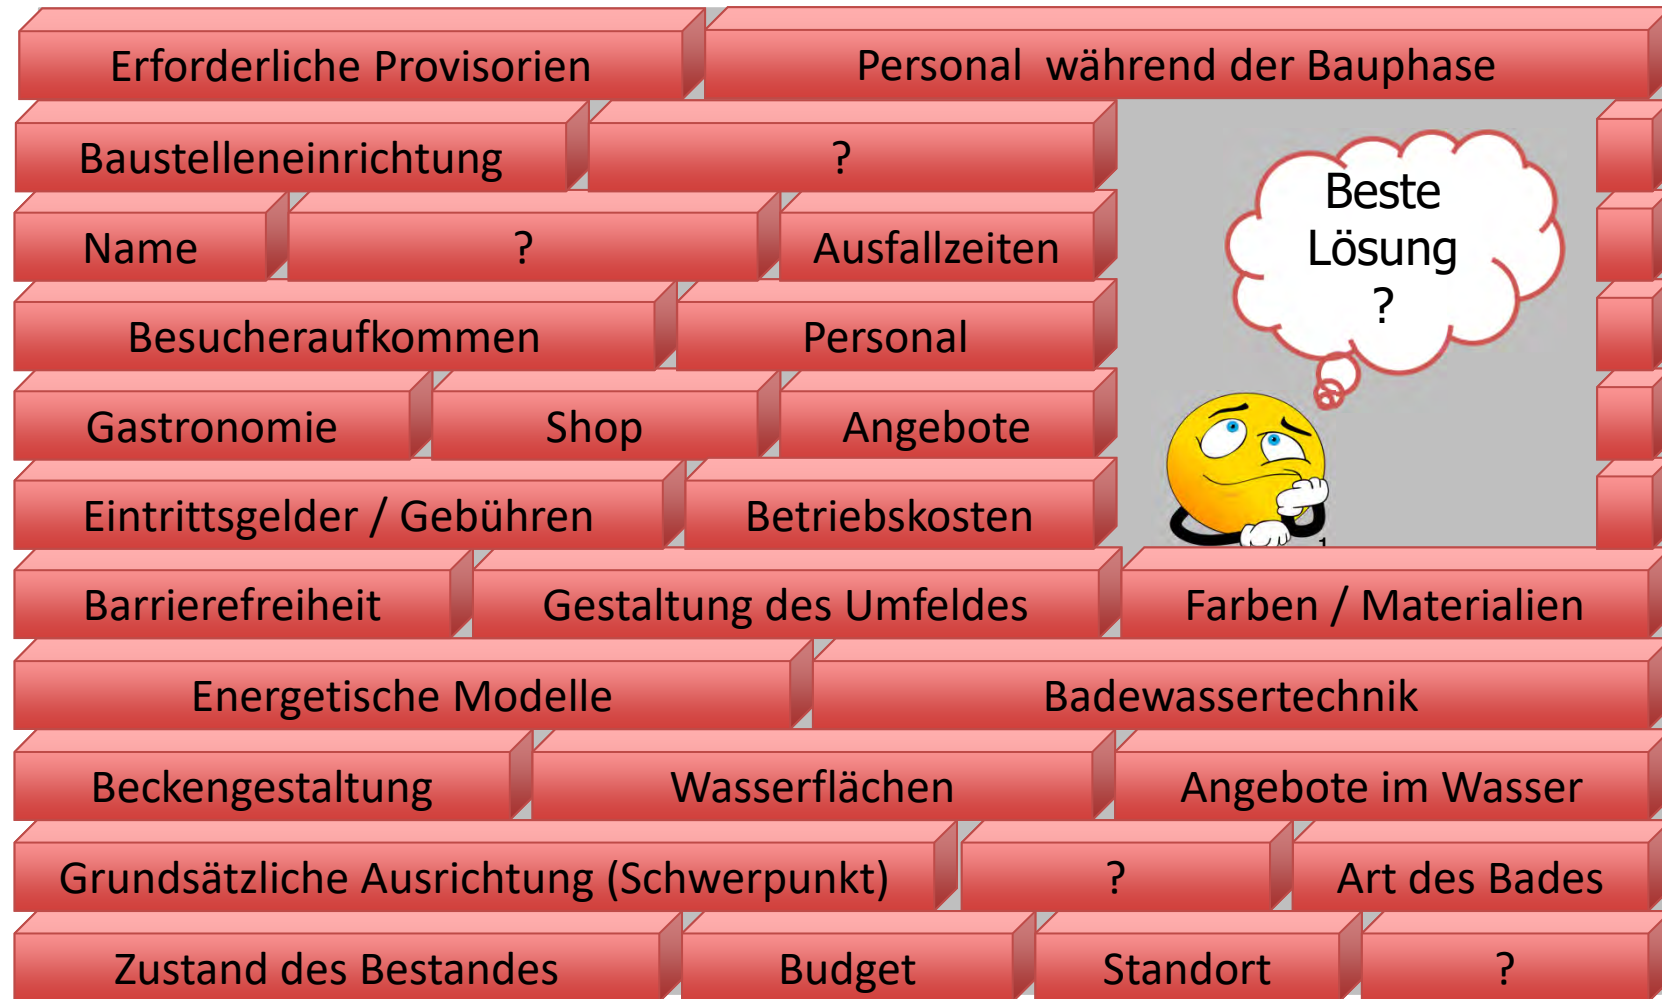 Erforderliche Provisorien
Personal während der Bauphase
Baustelleneinrichtung
?
Name
?
Ausfallzeiten
Besucheraufkommen
Personal
Gastronomie
Shop
Angebote
Eintrittsgelder / Gebühren
Betriebskosten
Beste
Lösung
?
1
Barrierefreiheit
Gestaltung des Umfeldes
Farben / Materialien
Energetische Modelle
Badewassertechnik
Beckengestaltung
Wasserflächen
Angebote im Wasser
Grundsätzliche Ausrichtung (Schwerpunkt)
?
Art des Bades
Zustand des Bestandes
Budget
Standort
?